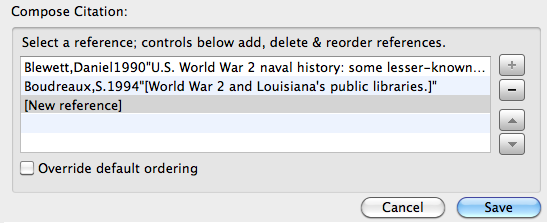 Compose Citation:
Select a reference; controls below add, delete & reorder references.
Blewett,Daniel1990"U.S. World War 2 naval history: some lesser-known...
Boudreaux,S.1994"[World War 2 and Louisiana's public libraries.]"
[New reference]
Override default ordering
Cancel Save